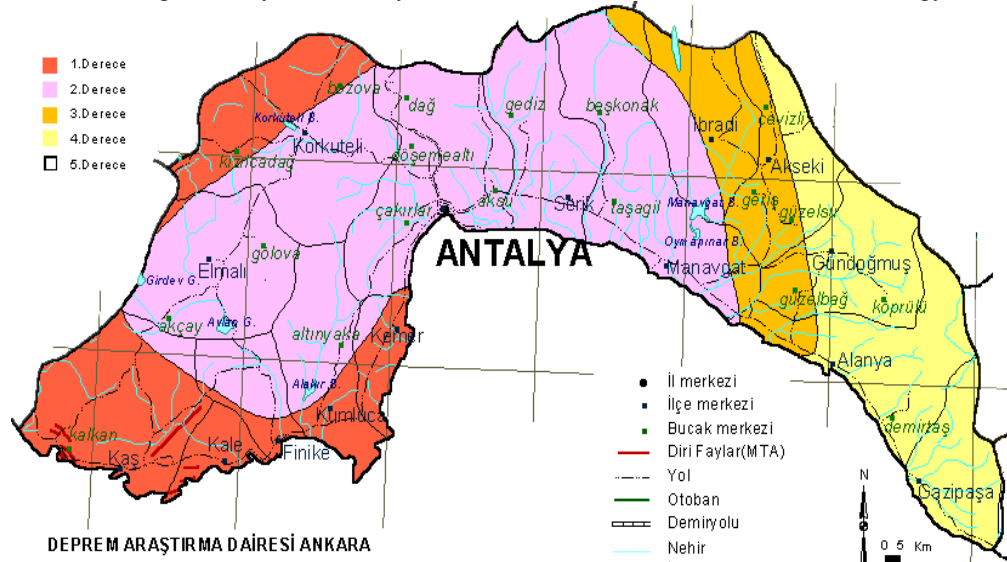 1.Derece
2.Derece
3.Derece
4.Derece
5.Derece
bozova
dağ
gediz
beşkonak
cevizli
Korkuteli B.
Korkuteli
İbradi
kızılcadağ
döşemealtı
Akseki
çakırlar
aksu
Serik
taşağıl
Manavgat B.
geriş
güzelsu
ANTALYA
Oymapınar B.
gölova
Elmalı
Manavgat
Gündoğmuş
Girdev G.
güzelbağ
köprülü
akçay
Avlan G.
altınyaka
Kemer
Alanya
Alakır B.
Kumluca
demirtaş
kalkan
Kaş
Kale
Finike
Gazipaşa
İl merkezi
İlçe merkezi
Bucak merkezi
Diri Faylar(MTA)
Yol
Otoban
Demiryolu
Nehir
N
0 5 Km
DEPREM ARAŞTIRMA DAİRESİ ANKARA